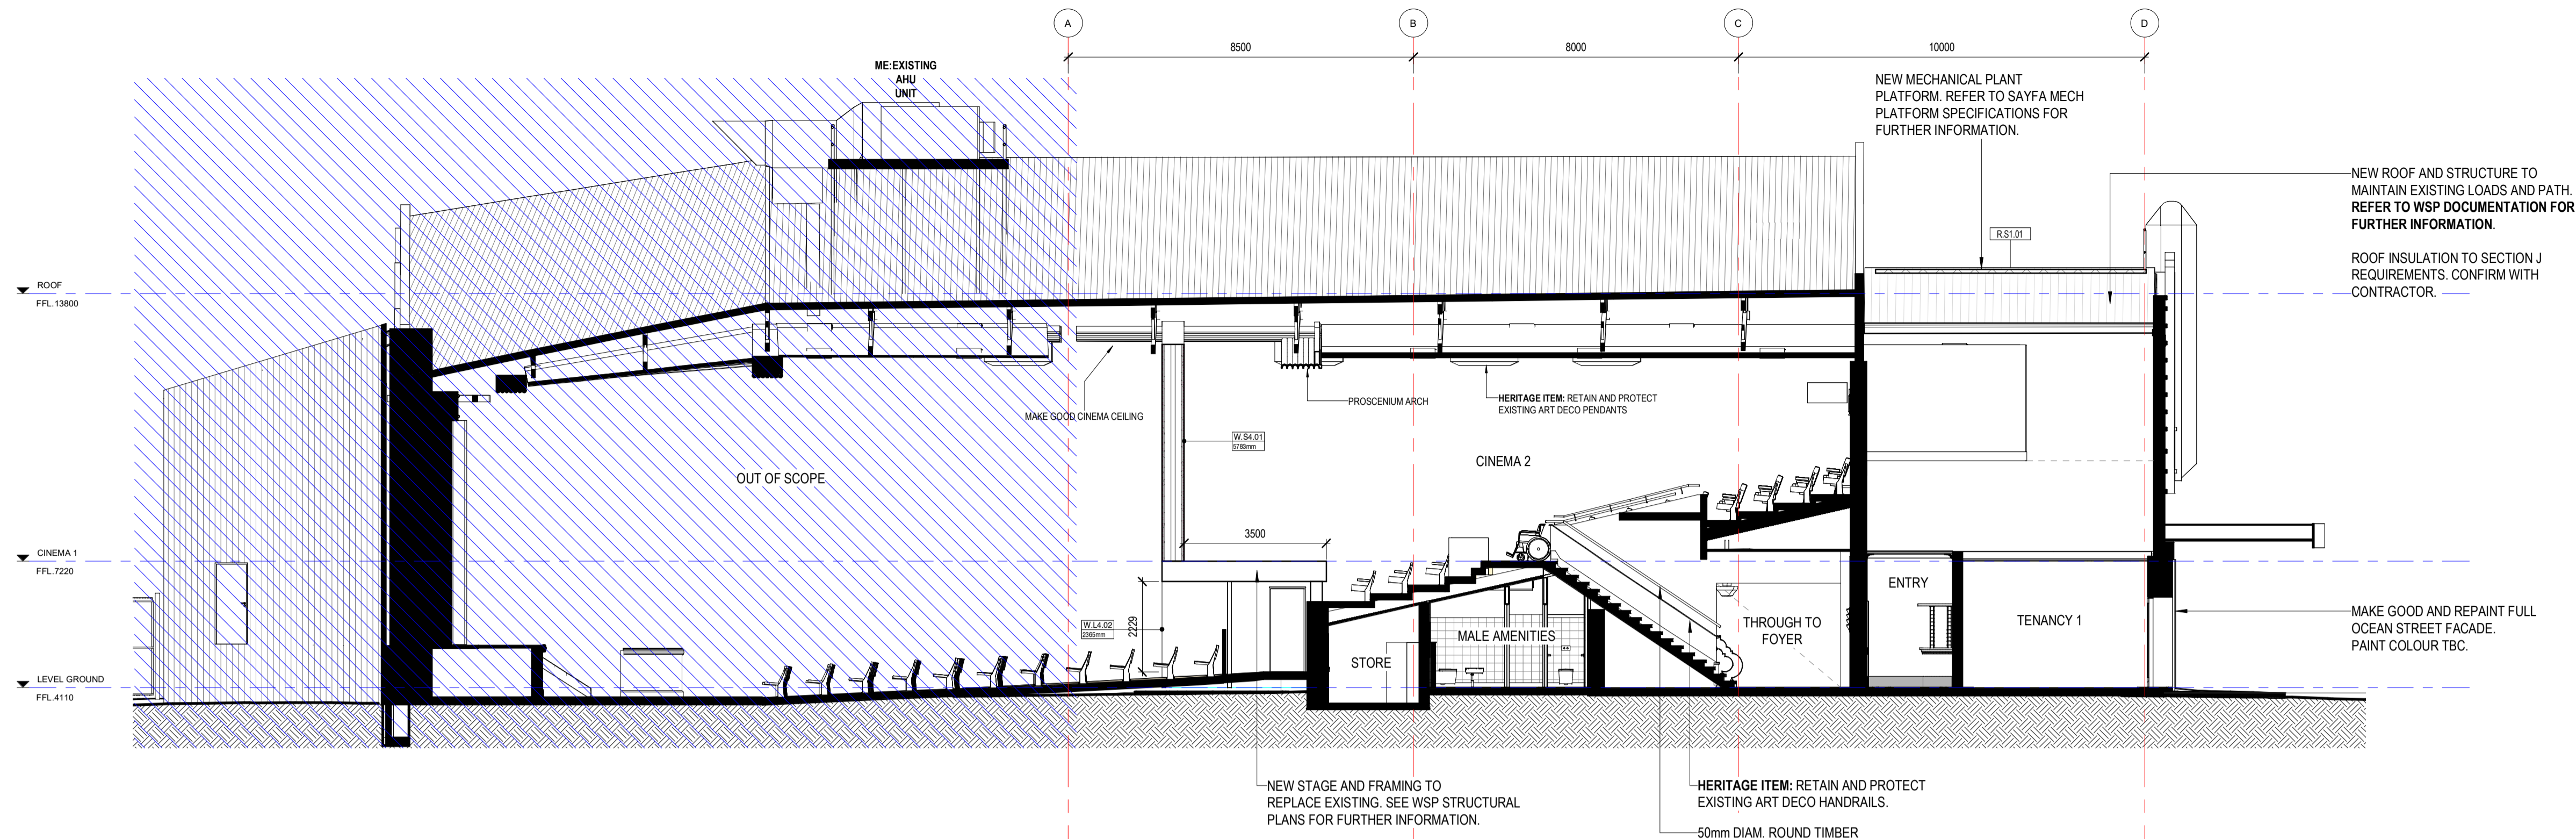 A
B
C
D
8500
8000
10000
ME:EXISTING
AHU
UNIT
NEW MECHANICAL PLANT
PLATFORM. REFER TO SAYFA MECH
PLATFORM SPECIFICATIONS FOR
FURTHER INFORMATION.
NEW ROOF AND STRUCTURE TO
MAINTAIN EXISTING LOADS AND PATH.
REFER TO WSP DOCUMENTATION FOR
FURTHER INFORMATION.
ROOF INSULATION TO SECTION J
REQUIREMENTS. CONFIRM WITH
CONTRACTOR.
R.S1.01
ROOF
FFL.13800
MAKE GOOD CINEMA CEILING
PROSCENIUM ARCH
HERITAGE ITEM: RETAIN AND PROTECT
EXISTING ART DECO PENDANTS
W.S4.01
5783mm
CINEMA 2
OUT OF SCOPE
3500
CINEMA 1
FFL.7220
ENTRY
TENANCY 1
MAKE GOOD AND REPAINT FULL
OCEAN STREET FACADE.
PAINT COLOUR TBC.
W.L4.02
2365mm
2229
MALE AMENITIES
STORE
THROUGH TO
FOYER
LEVEL GROUND
FFL.4110
NEW STAGE AND FRAMING TO
REPLACE EXISTING. SEE WSP STRUCTURAL
PLANS FOR FURTHER INFORMATION.
HERITAGE ITEM: RETAIN AND PROTECT
EXISTING ART DECO HANDRAILS.
50mm DIAM. ROUND TIMBER